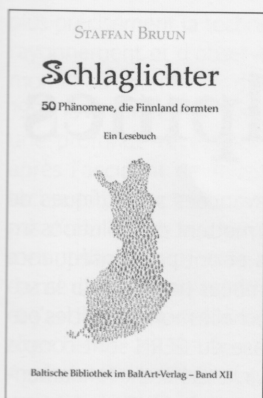 STAFFAN BRUUN
Schlaglichter
50 Phänomene, die Finnland formten
Ein Lesebuch
Baltische Bibliothek im BaltArt-Verlag – Band XII